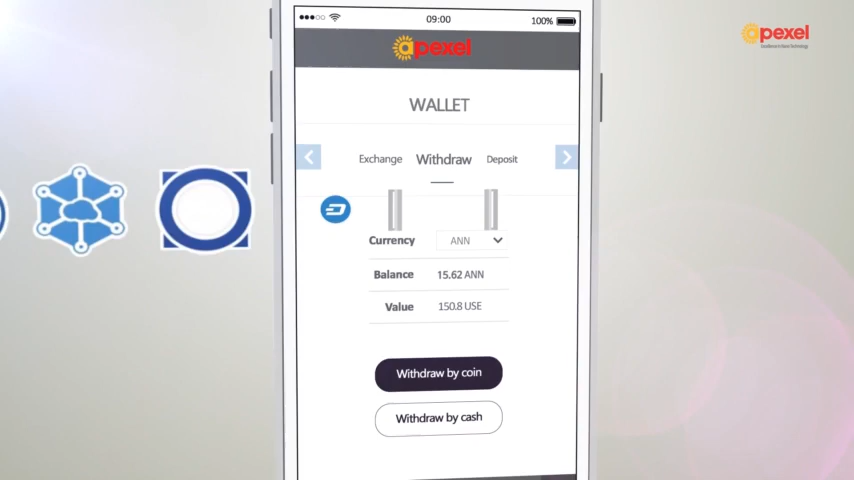 09:00
100%
apexel
apexel
WALLET
Exchange
Withdraw
Deposit
Currency
ANN
Balance
15.62 ANN
Value
150.8 USE
Withdraw by coin
Withdraw by cash